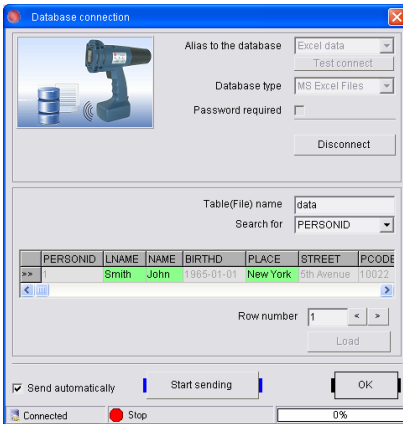 Database connection
Alias to the database Excel data
Test connect
Database type MS Excel Files
Password required
Disconnect
Table(File) name data
Search for PERSONID
PERSONID LNAME NAME BIRTHD PLACE STREET PCODE
>> 1 Smith John 1965-01-01 New York 5th Avenue 10022
Row number 1 < >
Load
Send automatically Start sending OK
Connected Stop 0%